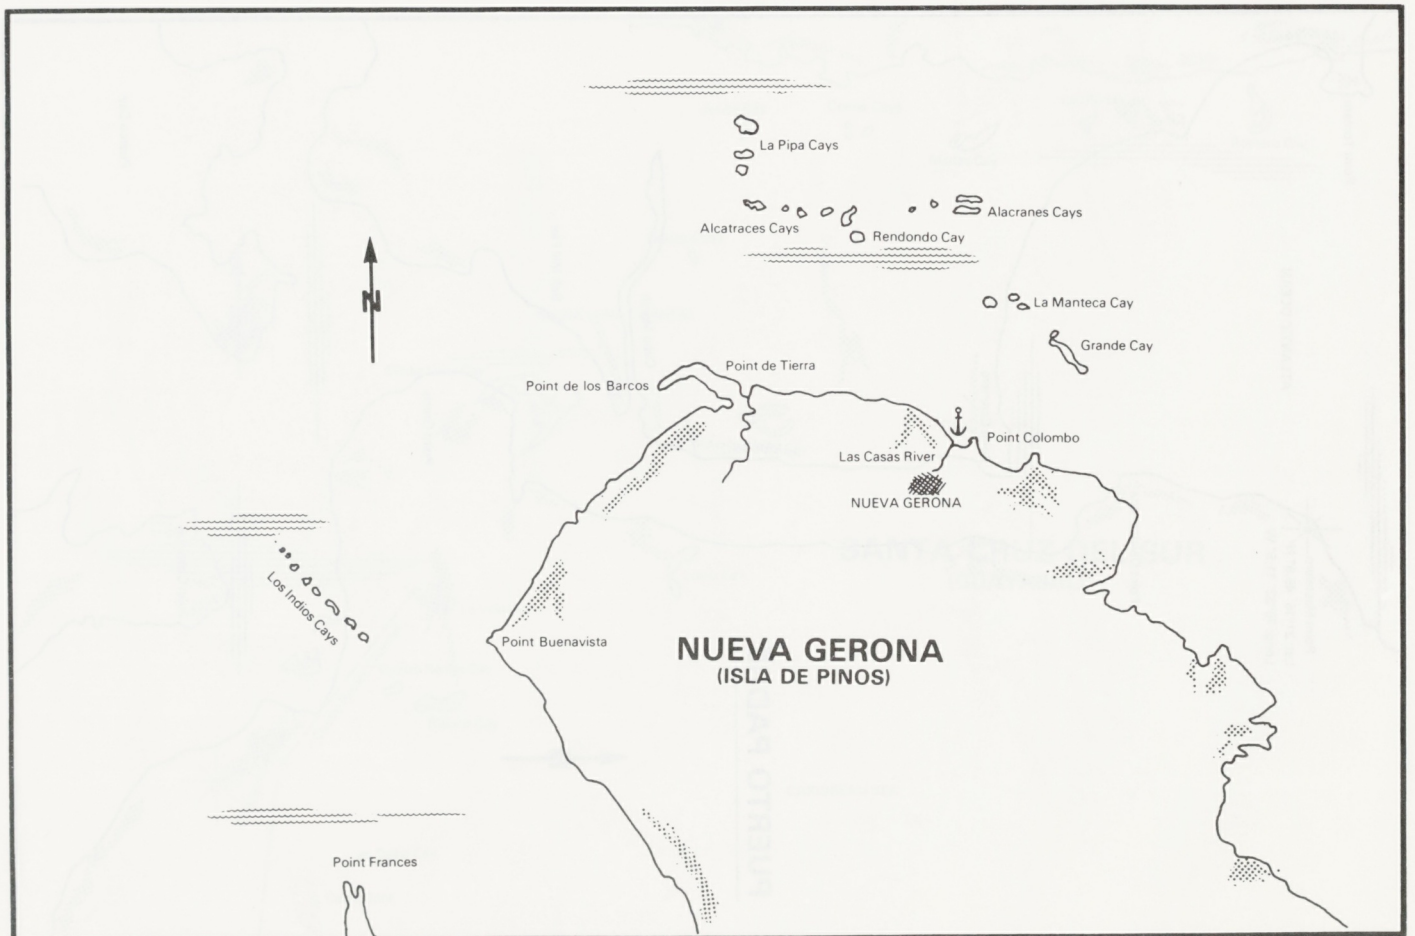 La Pipa Cays
Alcatraces Cays
Alacranes Cays
Rendondo Cay
N
La Manteca Cay
Grande Cay
Point de Tierra
Point de los Barcos
Point Colombo
Las Casas River
NUEVA GERONA
Los Indios Cays
Point Buenavista
NUEVA GERONA
(ISLA DE PINOS)
Point Frances